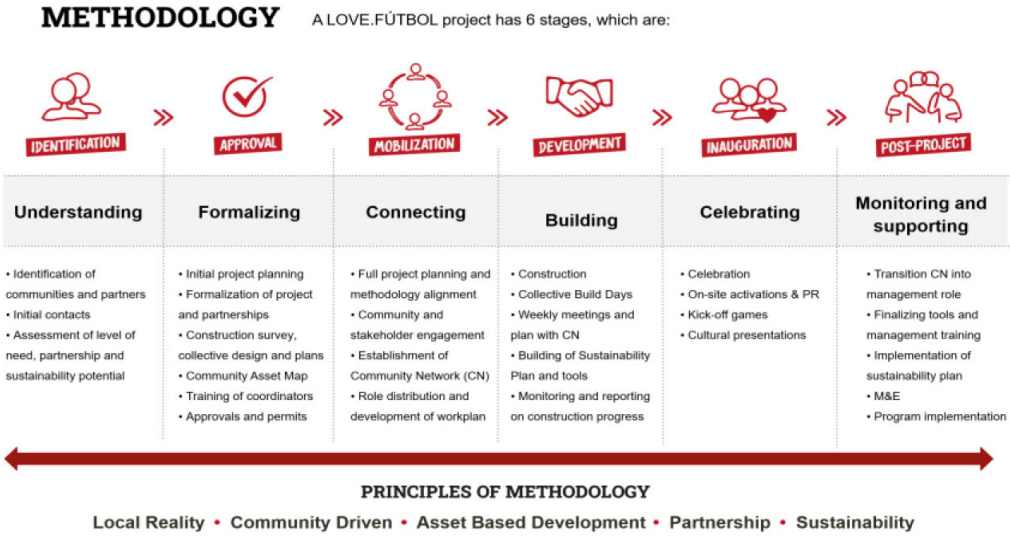 METHODOLOGY
A LOVE.FÚTBOL project has 6 stages, which are:
IDENTIFICATION
APPROVAL
MOBILIZATION
DEVELOPMENT
INAUGURATION
POST-PROJECT
Understanding
Formalizing
Connecting
Building
Celebrating
Monitoring and
supporting
• Identification of
communities and partners
• Initial contacts
• Assessment of level of
need, partnership and
sustainability potential
• Initial project planning
• Formalization of project
and partnerships
• Construction survey,
collective design and plans
• Community Asset Map
• Training of coordinators
• Approvals and permits
• Full project planning and
methodology alignment
• Community and
stakeholder engagement
• Establishment of
Community Network (CN)
• Role distribution and
development of workplan
• Construction
• Collective Build Days
• Weekly meetings and
plan with CN
• Building of Sustainability
Plan and tools
• Monitoring and reporting
on construction progress
• Celebration
• On-site activations & PR
• Kick-off games
• Cultural presentations
• Transition CN into
management role
• Finalizing tools and
management training
• Implementation of
sustainability plan
• M&E
• Program implementation
PRINCIPLES OF METHODOLOGY
Local Reality • Community Driven • Asset Based Development • Partnership • Sustainability